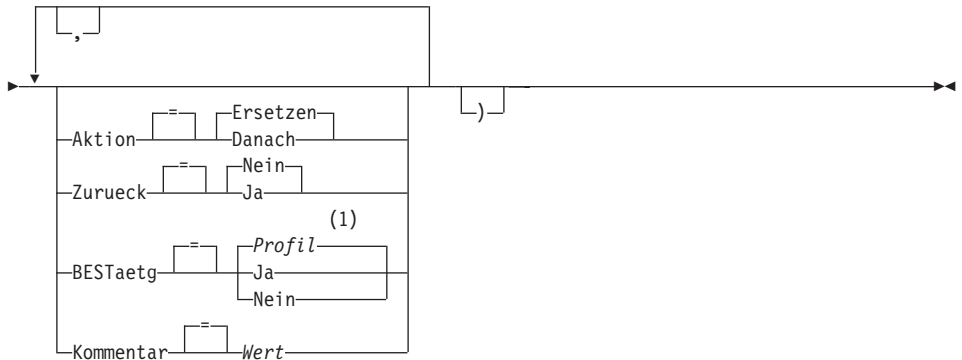 ,
= Ersetzen
Aktion Danach
)
= Nein
Zurueck Ja
(1)
= Profil
BESTaetg Ja
Nein
=
Kommentar Wert